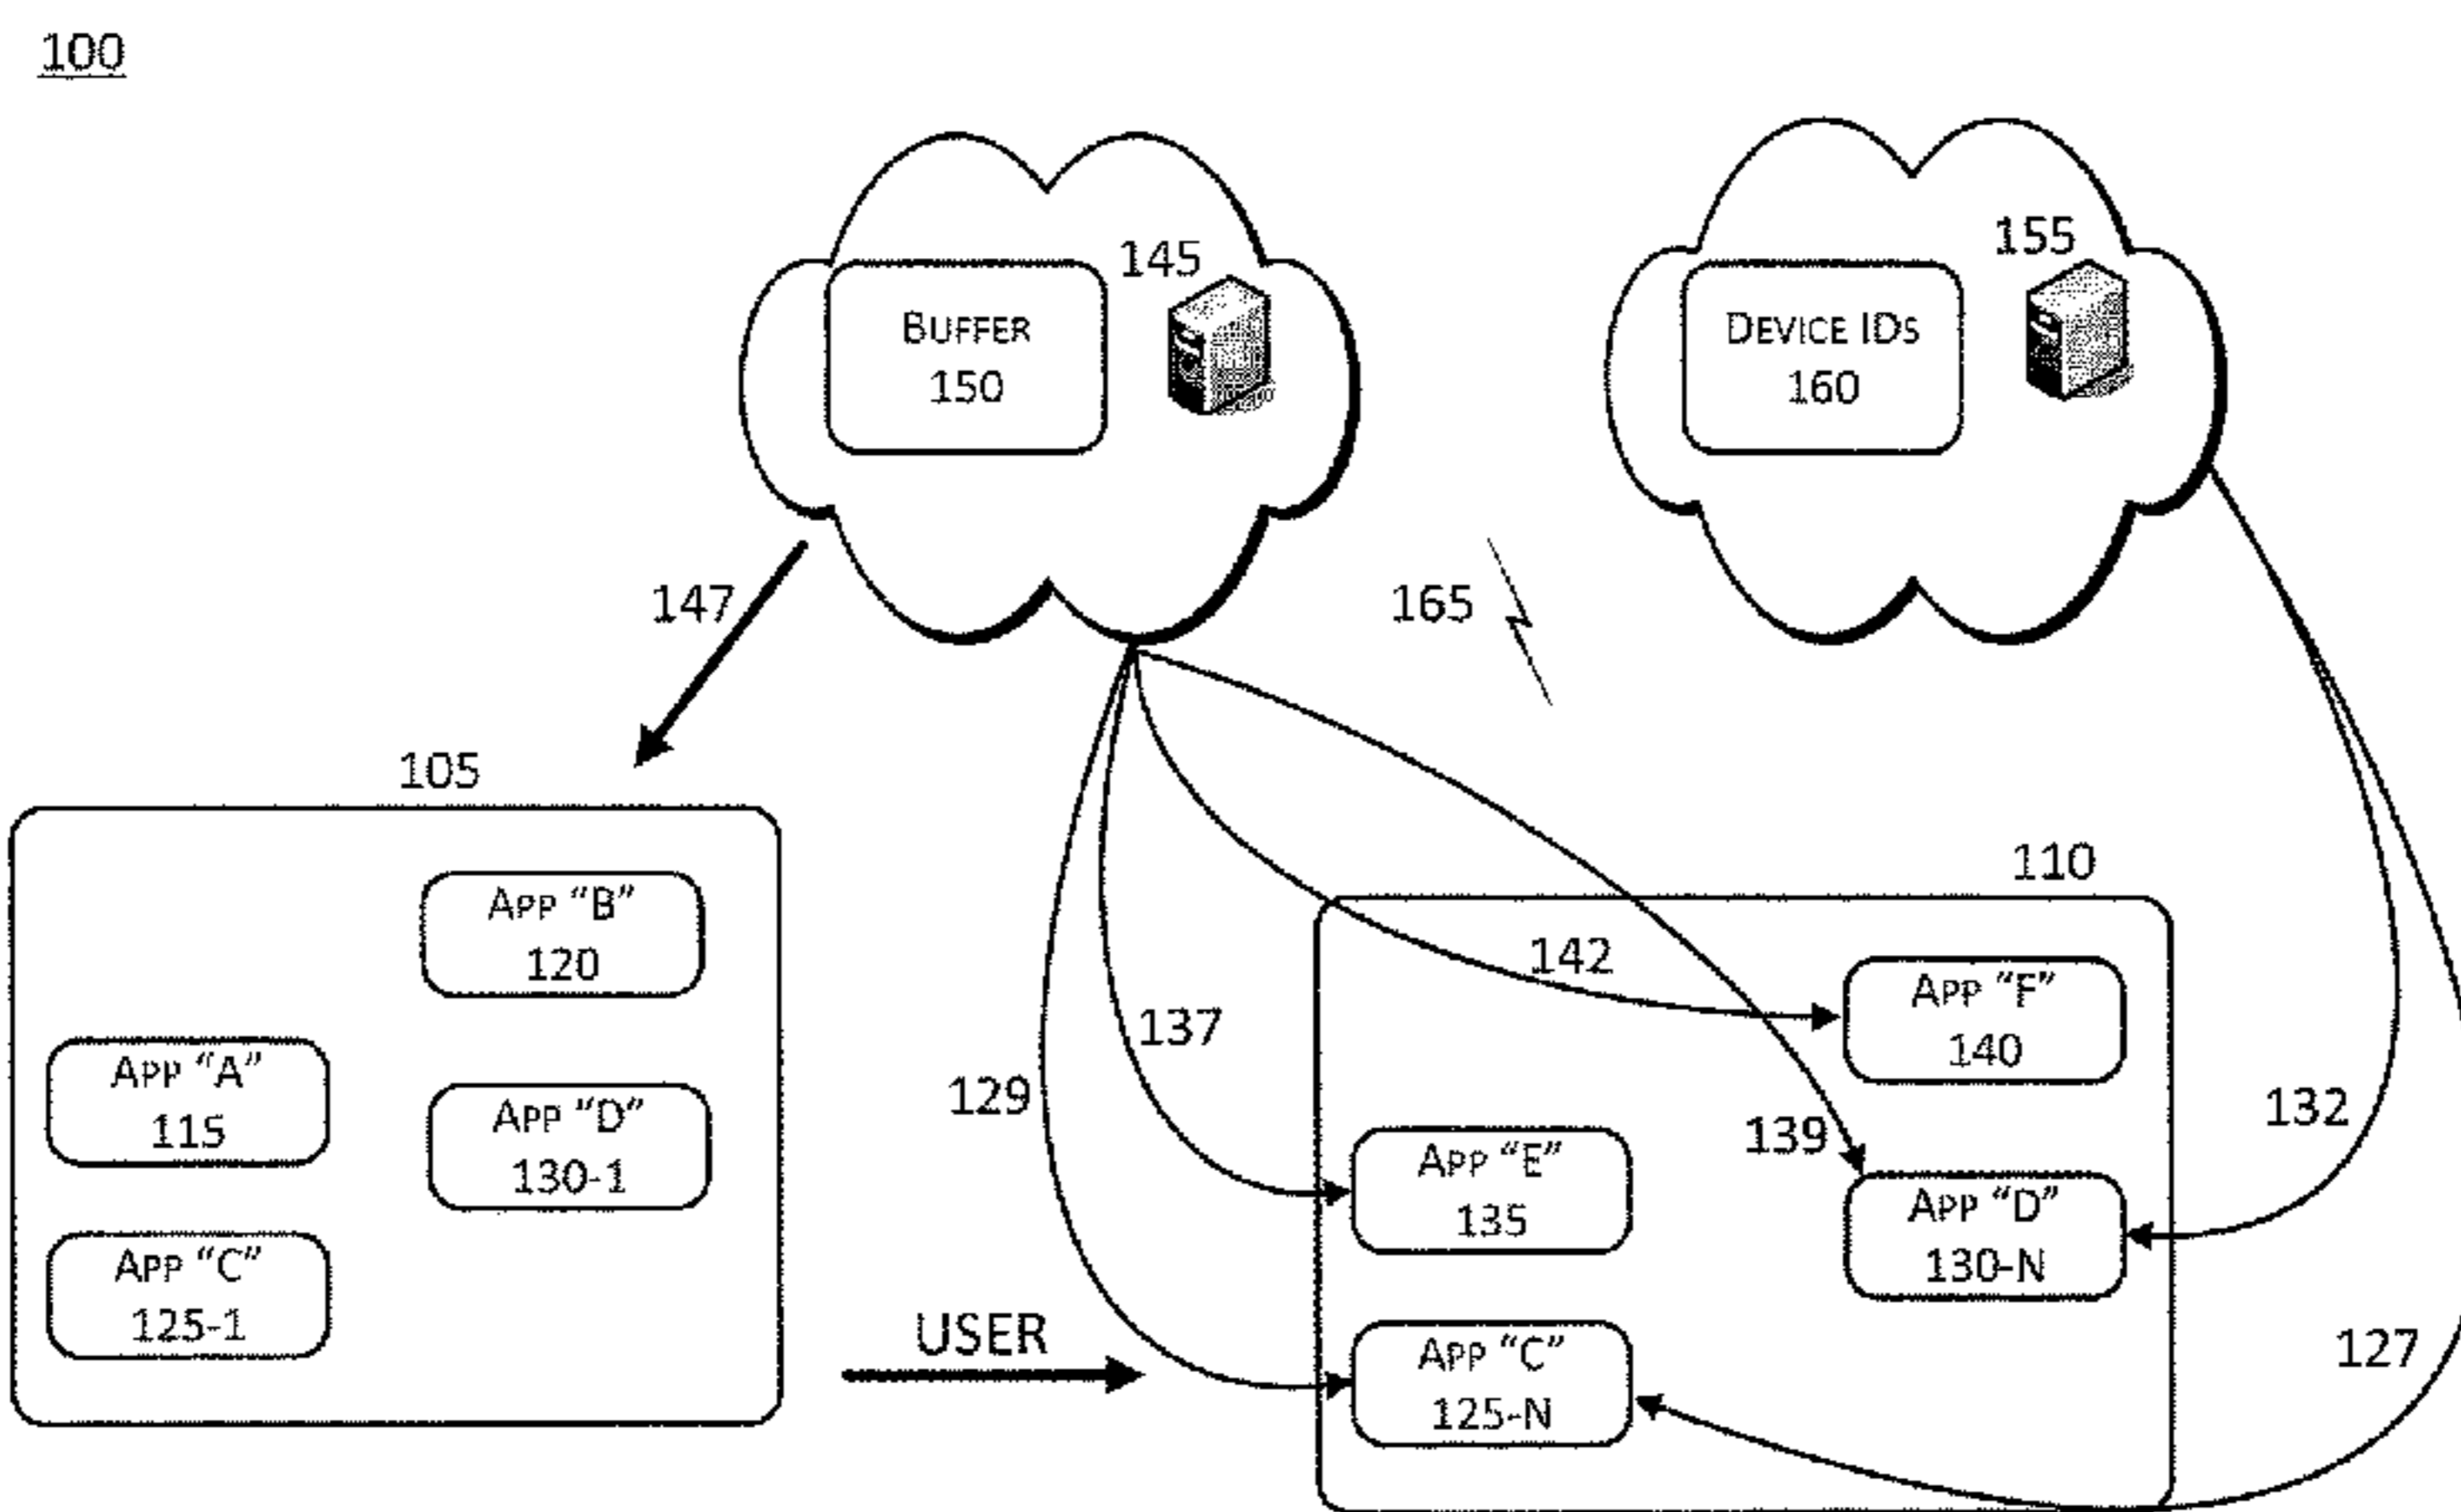 100
145
BUFFER
150
155
DEVICE IDS
160
147
165
105
110
APP “B”
120
142
APP “F”
140
137
APP “A”
115
129
APP “D”
130-1
139
132
APP “E”
135
APP “D”
130-N
APP “C”
125-1
USER
APP “C”
125-N
127